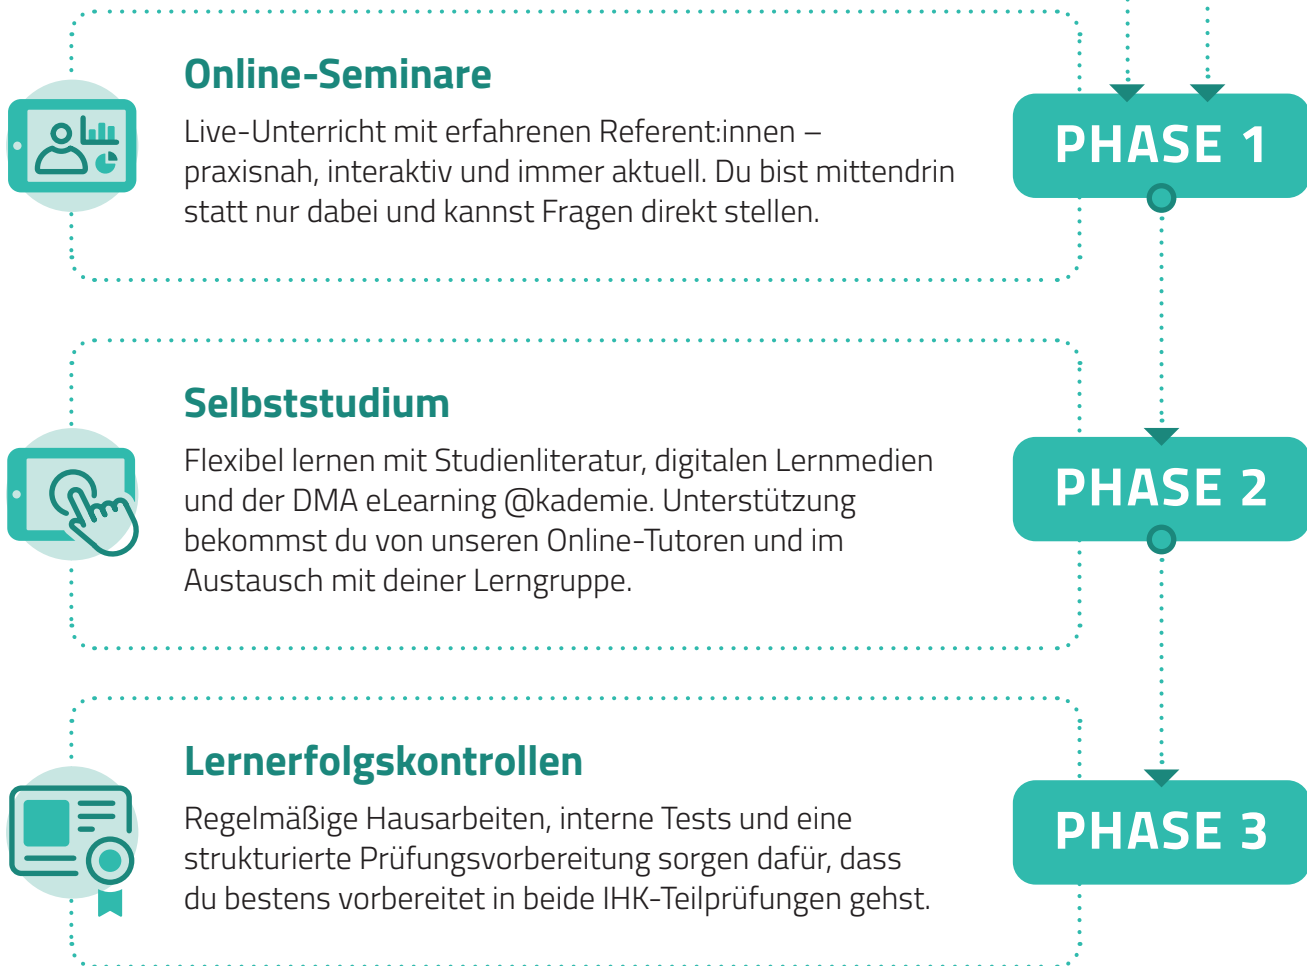 Online-Seminare
Live-Unterricht mit erfahrenen Referent:innen –
praxisnah, interaktiv und immer aktuell. Du bist mittendrin
statt nur dabei und kannst Fragen direkt stellen.
PHASE 1
Selbststudium
Flexibel lernen mit Studienliteratur, digitalen Lernmedien
und der DMA eLearning @kademie. Unterstützung
bekommst du von unseren Online-Tutoren und im
Austausch mit deiner Lerngruppe.
PHASE 2
Lernerfolgskontrollen
Regelmäßige Hausarbeiten, interne Tests und eine
strukturierte Prüfungsvorbereitung sorgen dafür, dass
du bestens vorbereitet in beide IHK-Teilprüfungen gehst.
PHASE 3